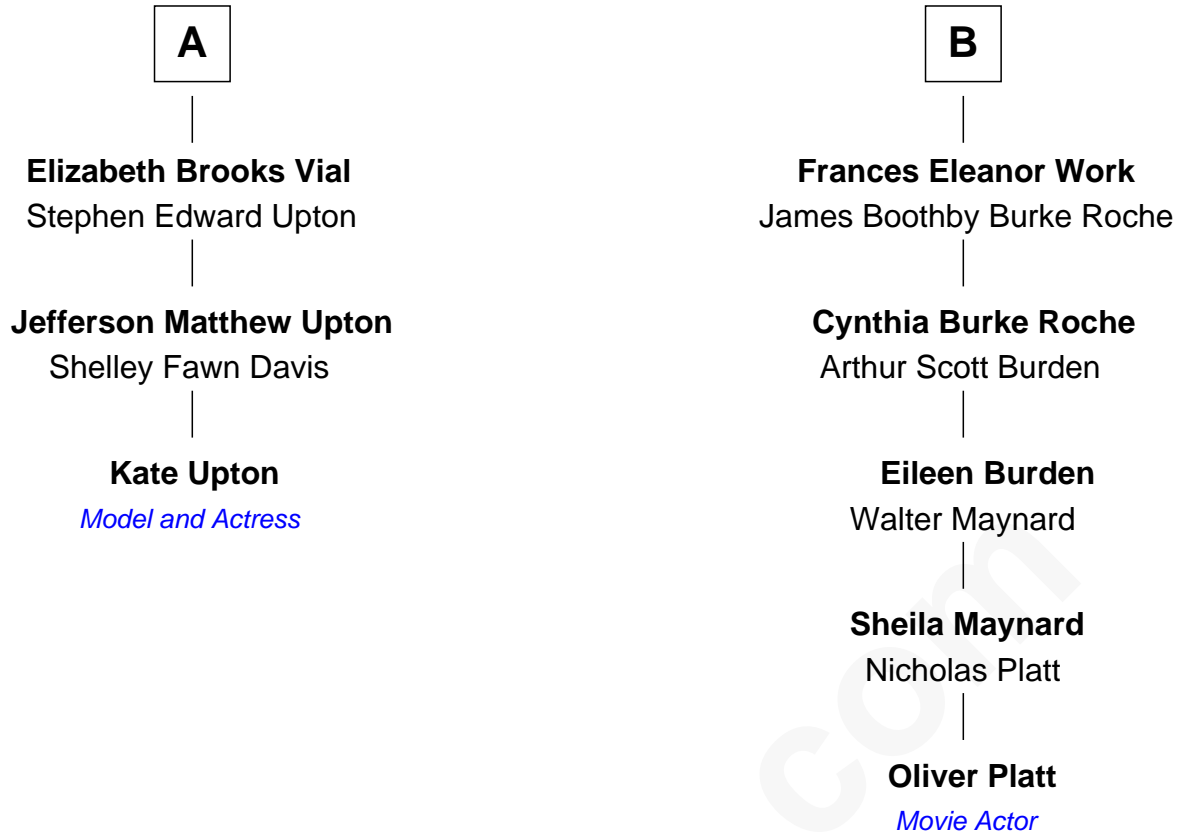 A
Elizabeth Brooks Vial
Stephen Edward Upton
Jefferson Matthew Upton
Shelley Fawn Davis
Kate Upton
Model and Actress
B
Frances Eleanor Work
James Boothby Burke Roche
Cynthia Burke Roche
Arthur Scott Burden
Eileen Burden
Walter Maynard
Sheila Maynard
Nicholas Platt
Oliver Platt
Movie Actor
com